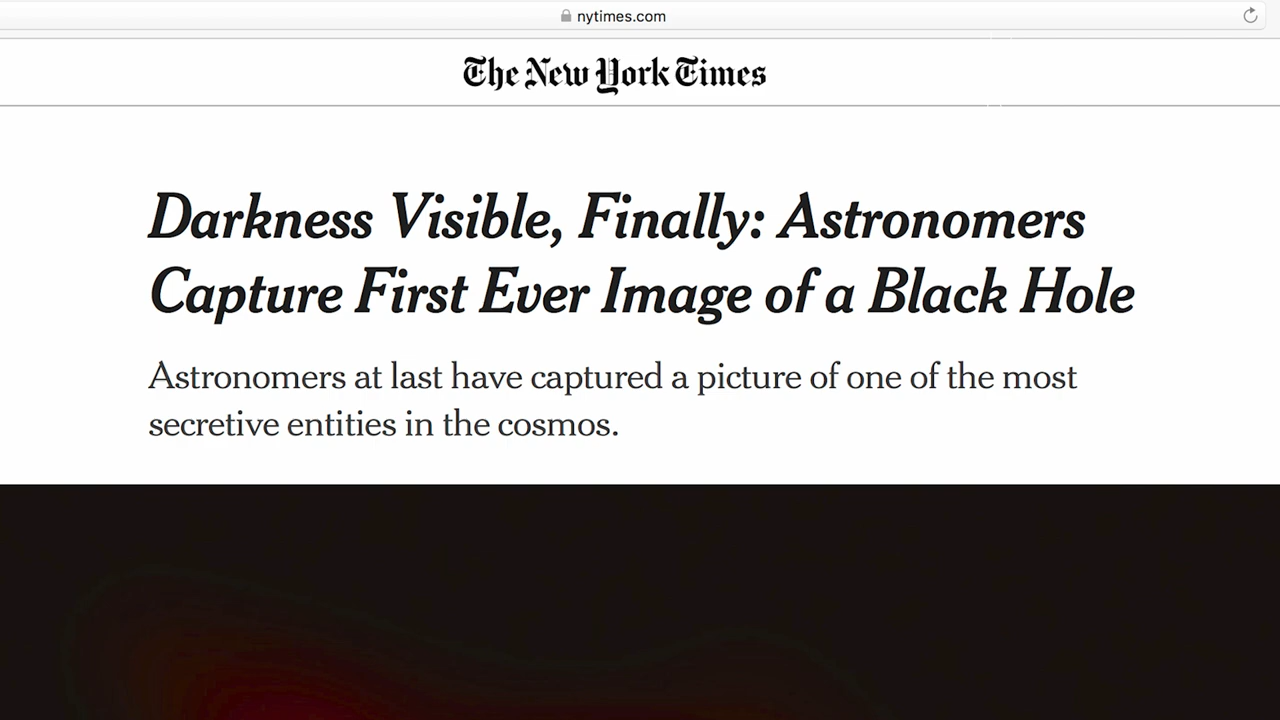 nytimes.com
The New York Times
Darkness Visible, Finally: Astronomers
Capture First Ever Image of a Black Hole
Astronomers at last have captured a picture of one of the most
secretive entities in the cosmos.